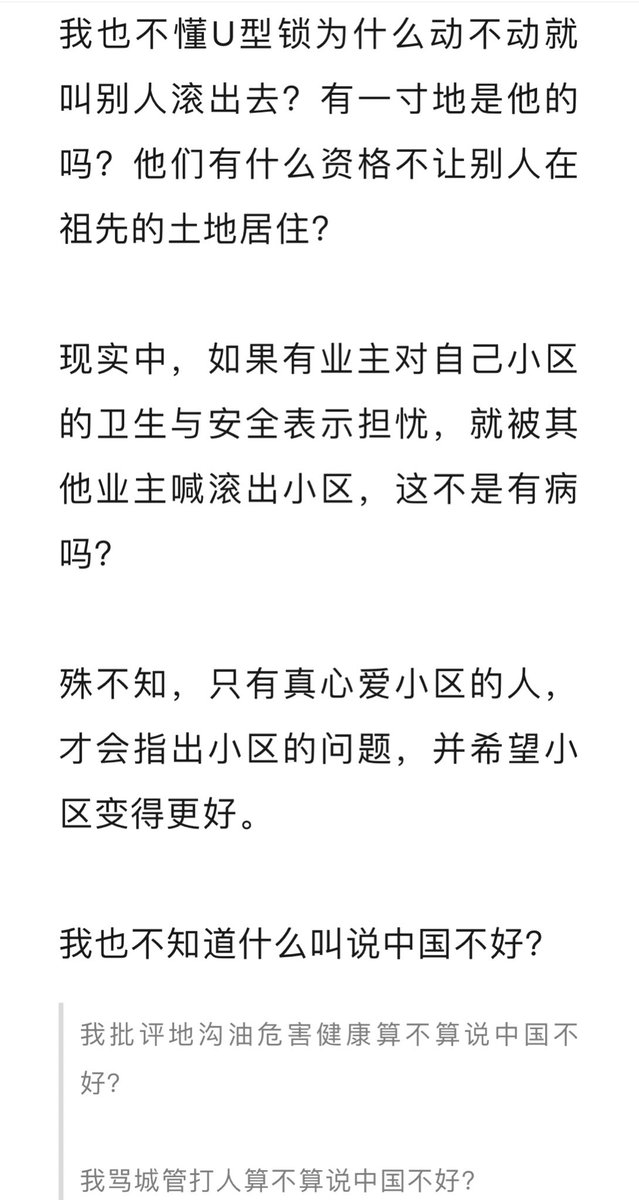 我也不懂U型锁为什么动不动就
叫别人滚出去？有一寸地是他的
吗？他们有什么资格不让别人在
祖先的土地居住？
现实中，如果有业主对自己小区
的卫生与安全表示担忧，就被其
他业主喊滚出小区，这不是有病
吗？
殊不知，只有真心爱小区的人，
才会指出小区的问题，并希望小
区变得更好。
我也不知道什么叫说中国不好？
我批评地沟油危害健康算不算说中国不
好？
我骂城管打人算不算说中国不好？